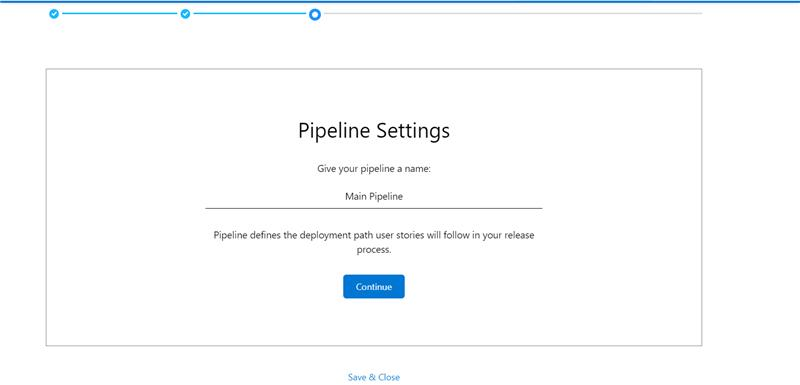 Pipeline Settings
Give your pipeline a name:
Main Pipeline
Pipeline defines the deployment path user stories will follow in your release
process.
Continue
Save & Close